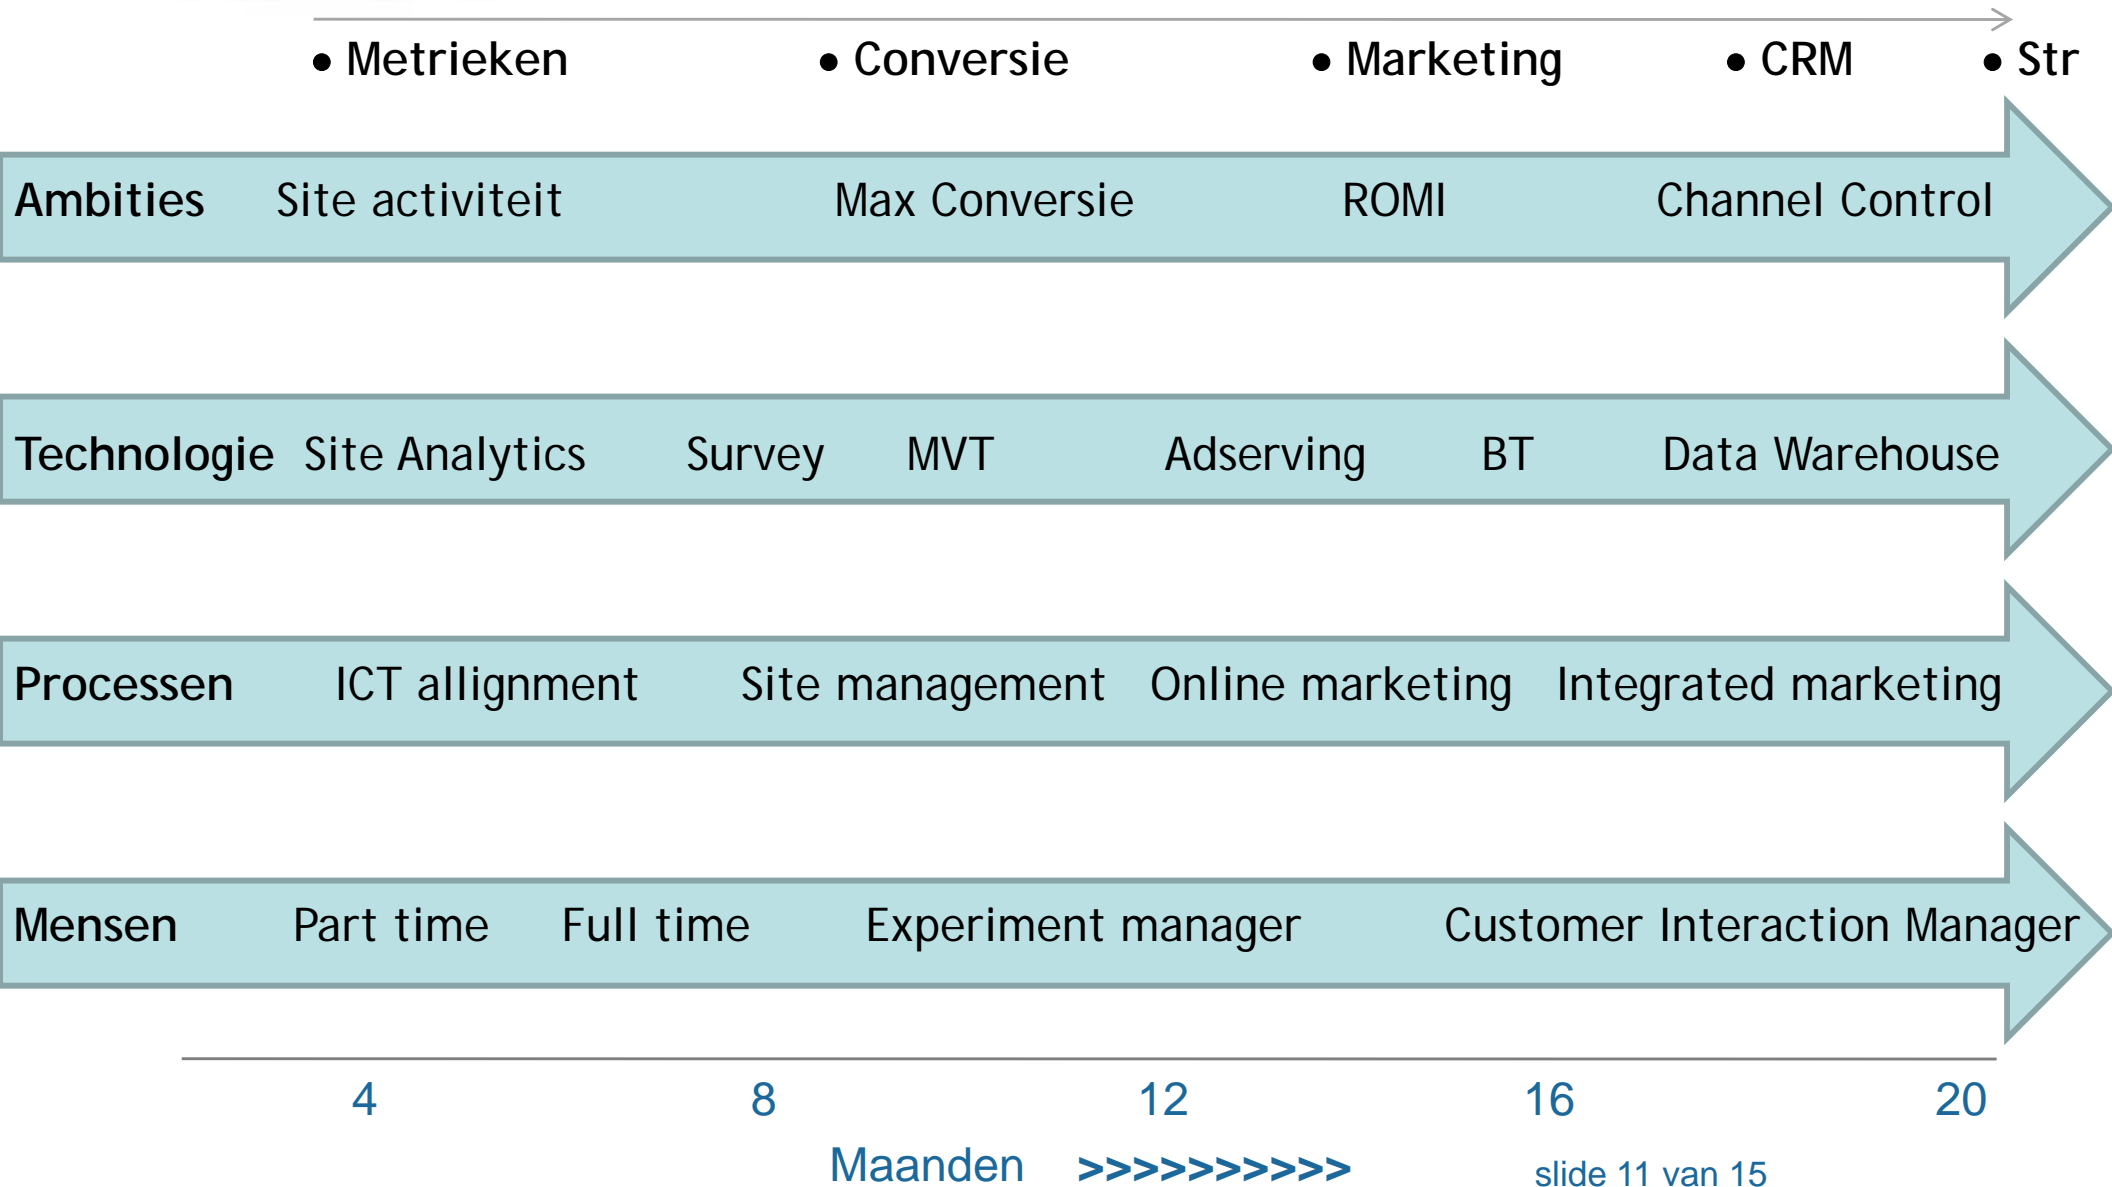 • Metrieken • Conversie • Marketing • CRM • Str
Ambities Site activiteit Max Conversie ROMI Channel Control
Technologie Site Analytics Survey MVT Adserving BT Data Warehouse
Processen ICT allignment Site management Online marketing Integrated marketing
Mensen Part time Full time Experiment manager Customer Interaction Manager
4 8 12 16 20
Maanden >>>>>>>>>> slide 11 van 15